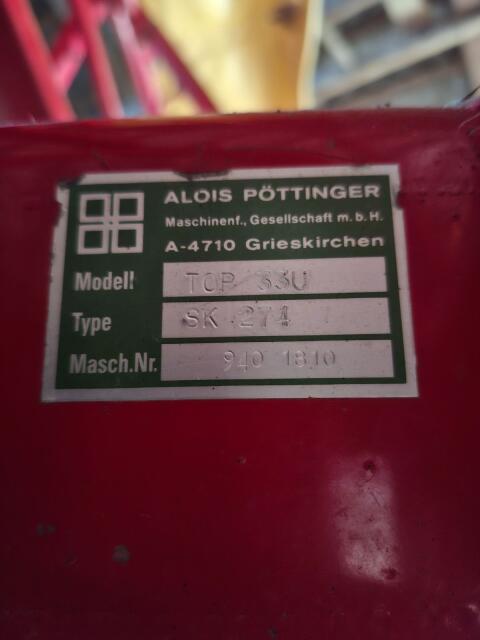 ALOIS PÖTTINGER
Maschinenf., Gesellschaft m.b.H.
A-4710 Grieskirchen
Modell TOP 33U
Type SK 274
Masch.Nr. 940 1810